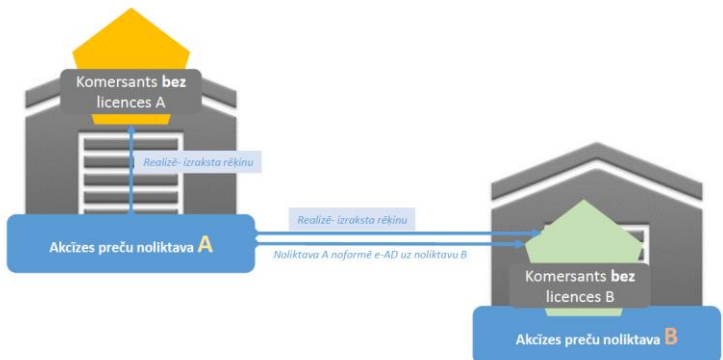 Komersants bez
licences A
Realizē- izraksta rēķinu
Realizē- izraksta rēķinu
Akcīzes preču noliktava A
Noliktava A noformē e-AD uz noliktavu B
Komersants bez
licences B
Akcīzes preču noliktava B